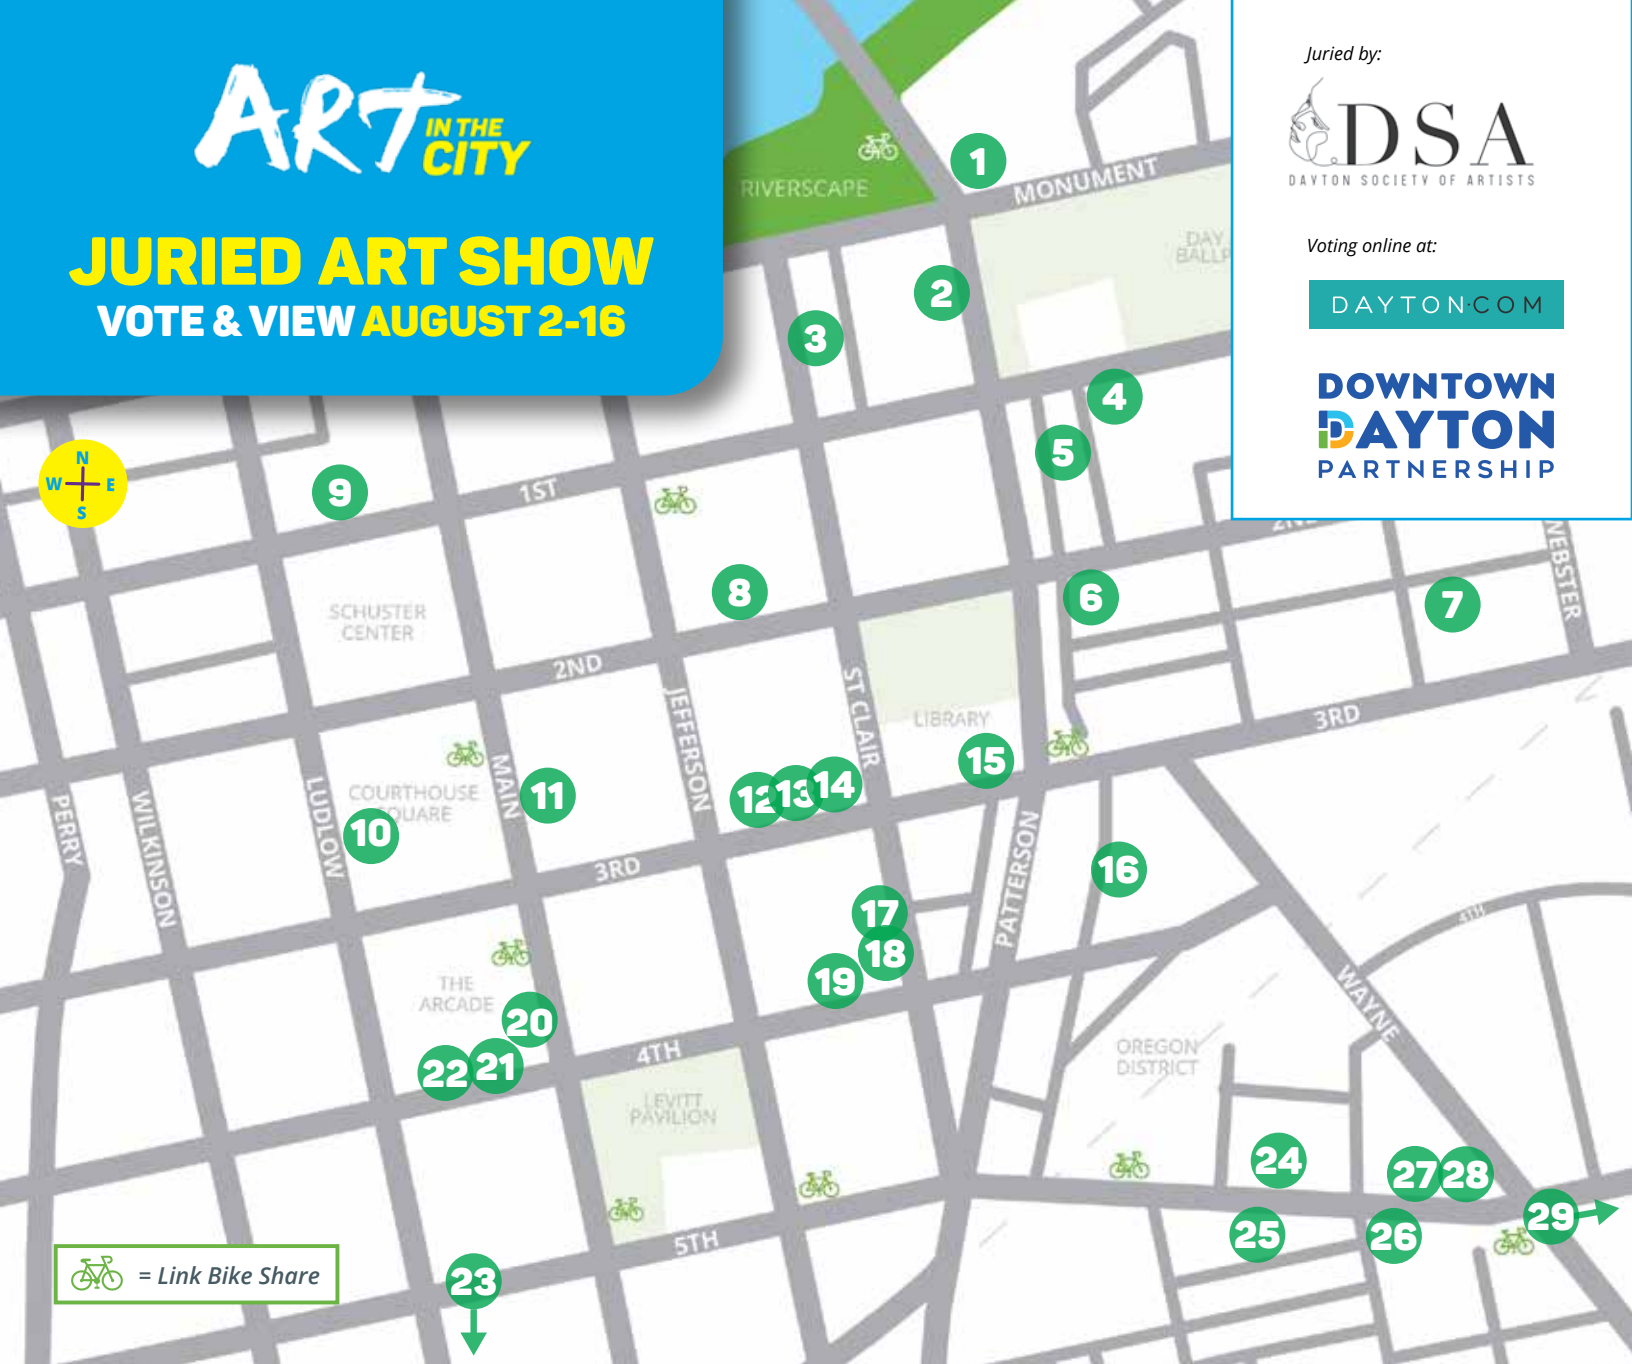 ART
IN THE
CITY
JURIED ART SHOW
VOTE & VIEW AUGUST 2-16
Juried by:
DSA
DAYTON SOCIETY OF ARTISTS
Voting online at:
DAYTON.COM
DOWNTOWN
DAYTON
PARTNERSHIP
N
W E
S
RIVERSCAPE
1
MONUMENT
DAY
2
3
4
5
9
1ST
8
6
7
WEBSTER
SCHUSTER
CENTER
2ND
JEFFERSON
ST CLAIR
LIBRARY
15
3RD
PERRY
WILKINSON
LUDLOW
COURTHOUSE
SQUARE
10
MAIN
11
12
13
14
3RD
PATTERSON
16
17
18
19
4TH
WAYNE
THE
ARCADE
20
21
22
4TH
LEVITT
PAVILION
OREGON
DISTRICT
24
25
26
27
28
29
5TH
23
= Link Bike Share